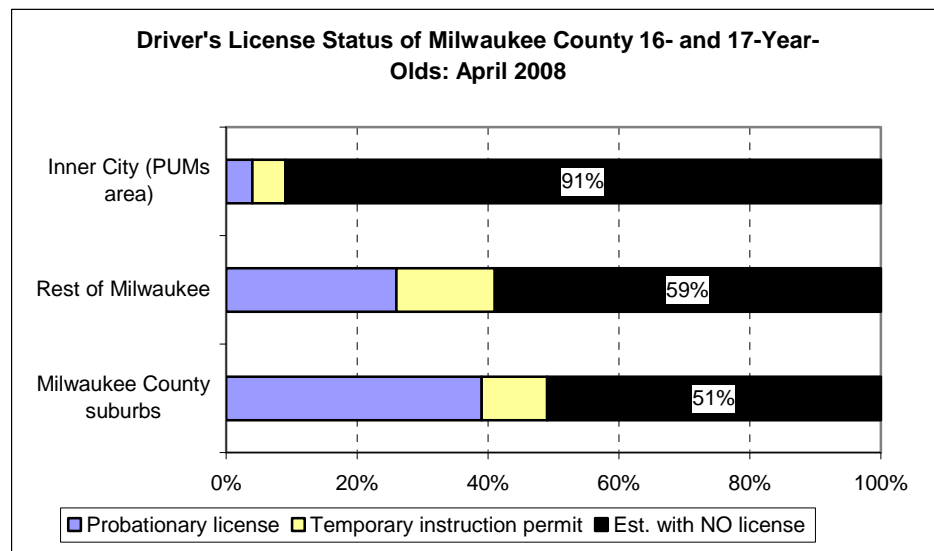 Driver's License Status of Milwaukee County 16- and 17-Year-
Olds: April 2008
Inner City (PUMs
area)
91%
Rest of Milwaukee
59%
Milwaukee County
suburbs
51%
0% 20% 40% 60% 80% 100%
Probationary license Temporary instruction permit Est. with NO license